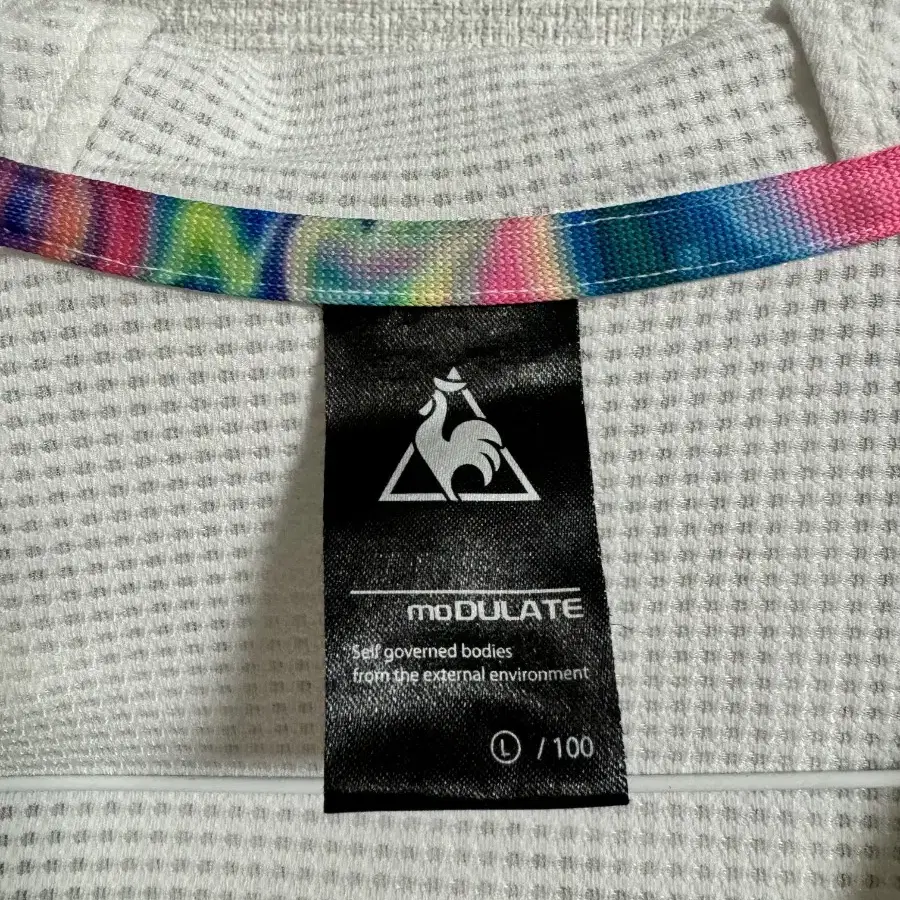 moDULATE
Self governed bodies
from the external environment
Ⓛ / 100